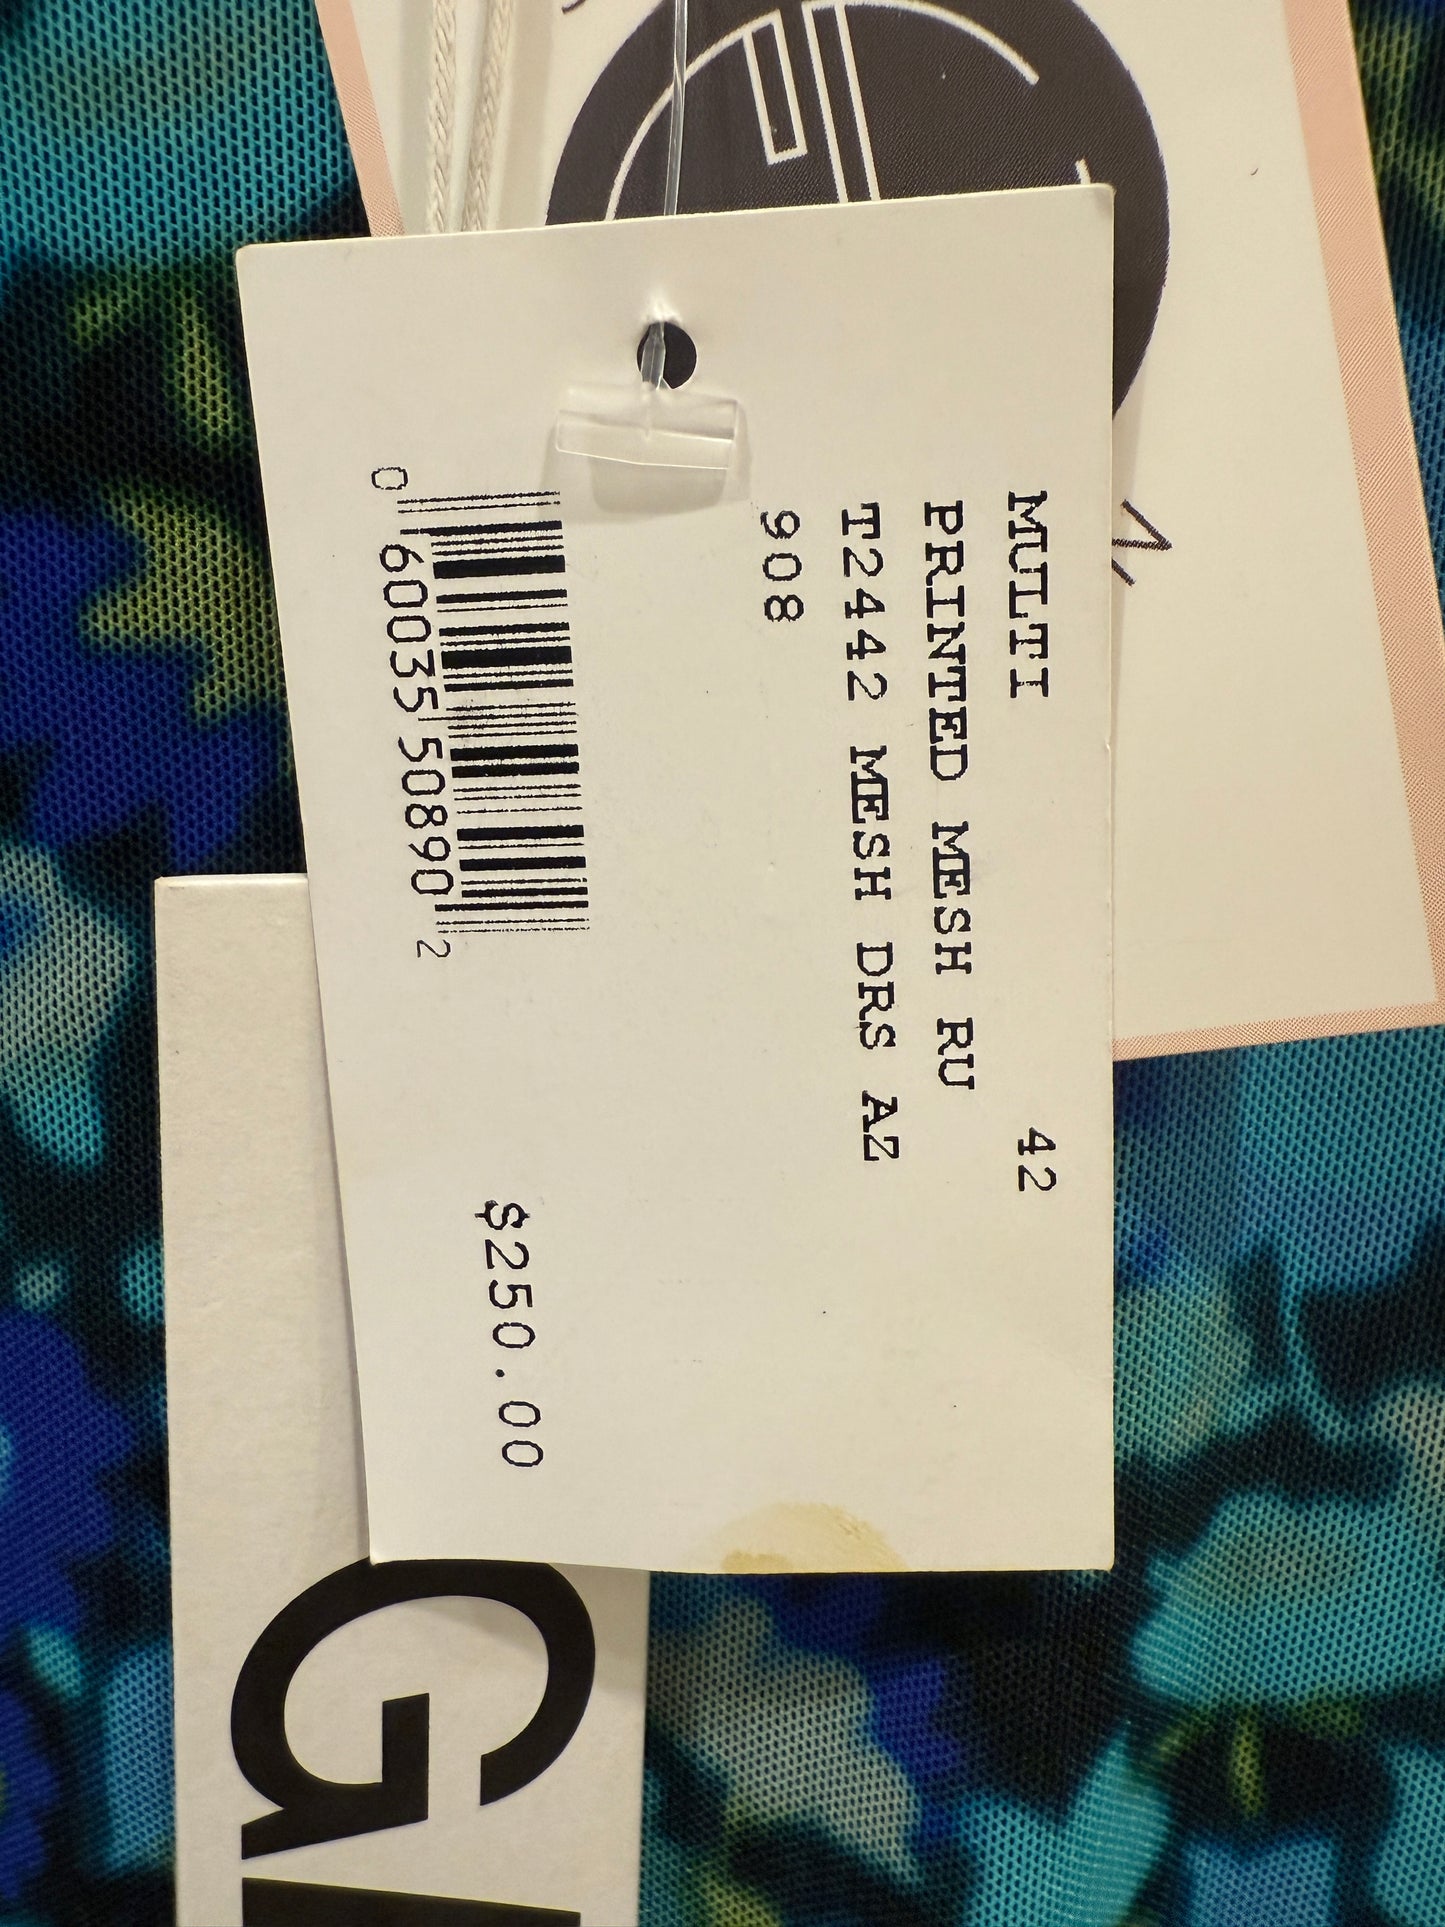 MULTI 42
PRINTED MESH RU
T2442 MESH DRS AZ
908
0 60035 50890 2
$250.00
G